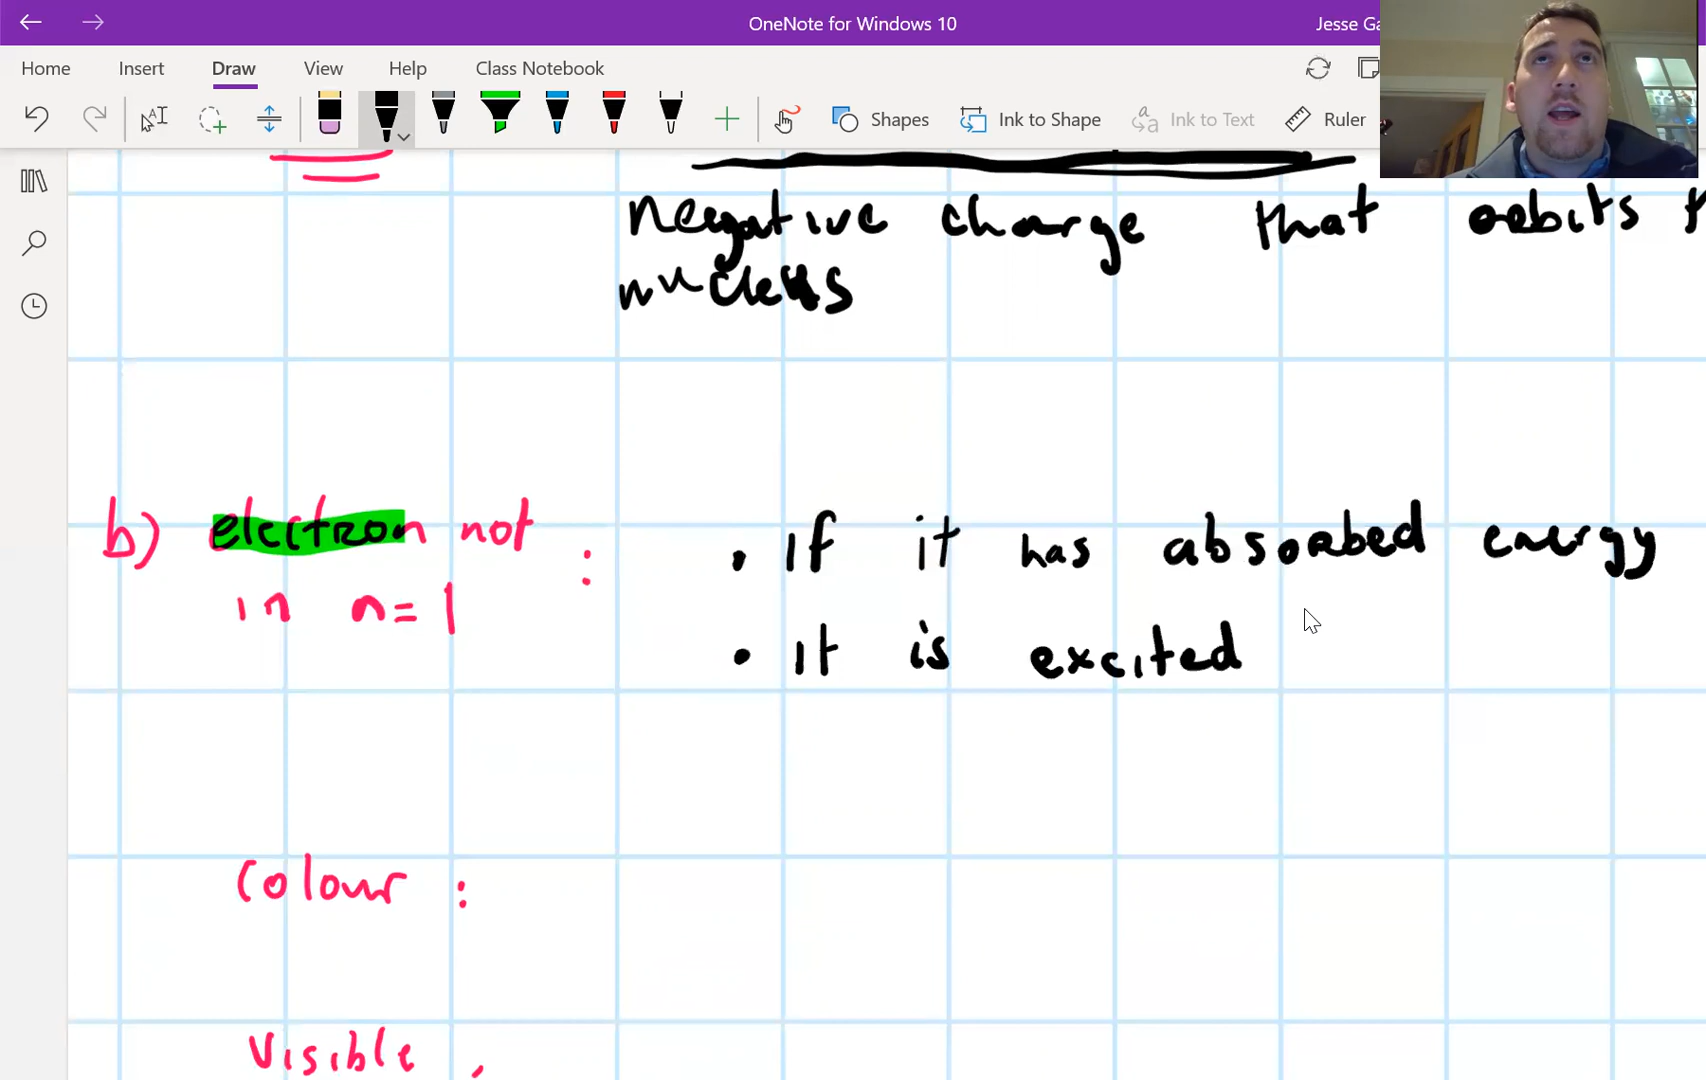 OneNote for Windows 10
Jesse Ga
Home Insert Draw View Help Class Notebook
Shapes Ink to Shape Ink to Text Ruler
negative charge that orbits
nucleus
b) electron not : • If it has absorbed energy
in n=1 • it is excited
Colour :
Visible